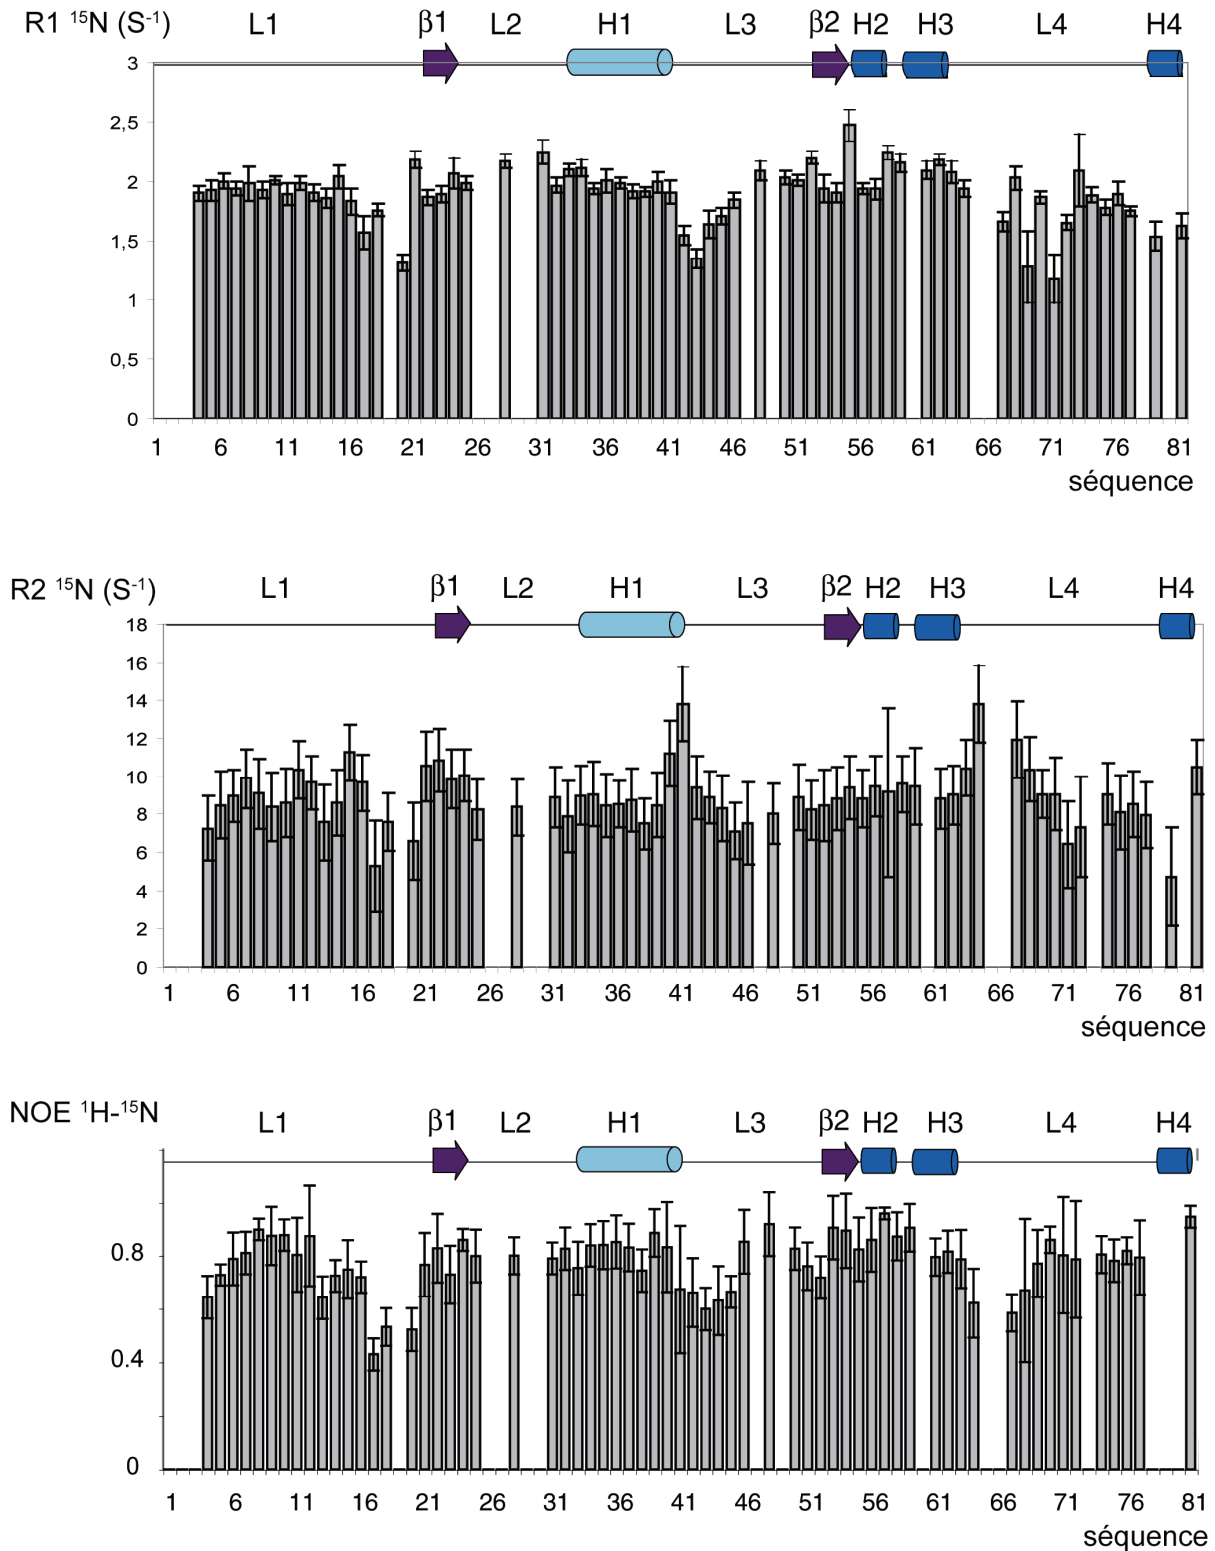 R1 ¹⁵N (S⁻¹) L1 β1 L2 H1 L3 β2 H2 H3 L4 H4
3
2,5
2
1,5
1
0,5
0
1 6 11 16 21 26 31 36 41 46 51 56 61 66 71 76 81
séquence
R2 ¹⁵N (S⁻¹) L1 β1 L2 H1 L3 β2 H2 H3 L4 H4
18
16
14
12
10
8
6
4
2
0
1 6 11 16 21 26 31 36 41 46 51 56 61 66 71 76 81
séquence
NOE ¹H-¹⁵N L1 β1 L2 H1 L3 β2 H2 H3 L4 H4
0.8
0.4
0
1 6 11 16 21 26 31 36 41 46 51 56 61 66 71 76 81
séquence